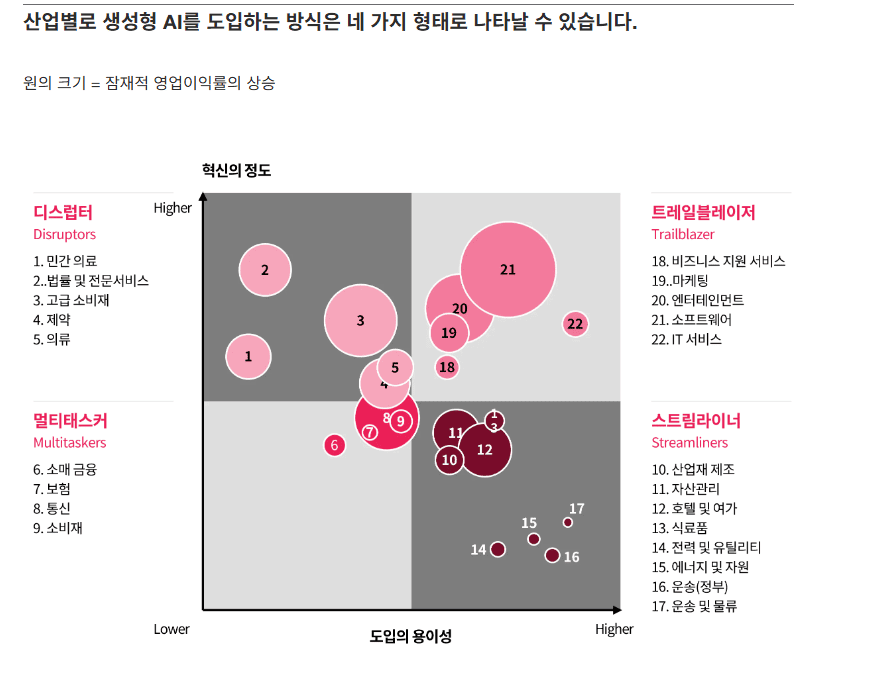 산업별로 생성형 AI를 도입하는 방식은 네 가지 형태로 나타날 수 있습니다.
원의 크기 = 잠재적 영업이익률의 상승
혁신의 정도
Higher
디스럽터
Disruptors
1. 민간 의료
2..법률 및 전문서비스
3. 고급 소비재
4. 제약
5. 의류
멀티태스커
Multitaskers
6. 소매 금융
7. 보험
8. 통신
9. 소비재
2
3
1
5
4
21
20
19
22
18
8
9
7
6
11
13
12
10
17
15
14
16
트레일블레이저
Trailblazer
18. 비즈니스 지원 서비스
19..마케팅
20. 엔터테인먼트
21. 소프트웨어
22. IT 서비스
스트림라이너
Streamliners
10. 산업재 제조
11. 자산관리
12. 호텔 및 여가
13. 식료품
14. 전력 및 유틸리티
15. 에너지 및 자원
16. 운송(정부)
17. 운송 및 물류
Lower
도입의 용이성
Higher